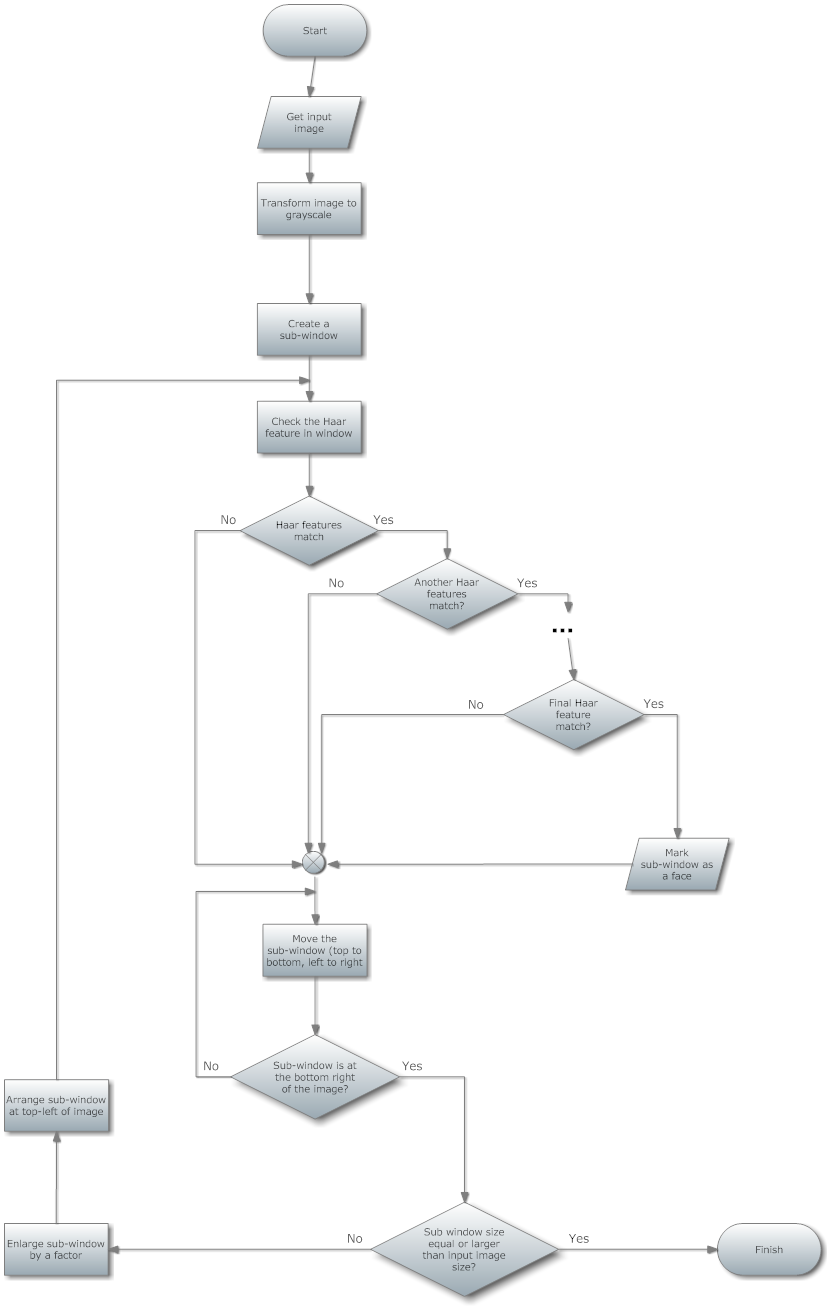 Start
Get input
image
Transform image to
grayscale
Create a
sub-window
Check the Haar
feature in window
No
Haar features
match
Yes
No
Another Haar
features
match?
Yes
...
No
Final Haar
feature
match?
Yes
Mark
sub-window as
a face
Move the
sub-window (top to
bottom, left to right
No
Sub-window is at
the bottom right
of the image?
Yes
Arrange sub-window
at top-left of image
Enlarge sub-window
by a factor
No
Sub window size
equal or larger
than input image
size?
Yes
Finish